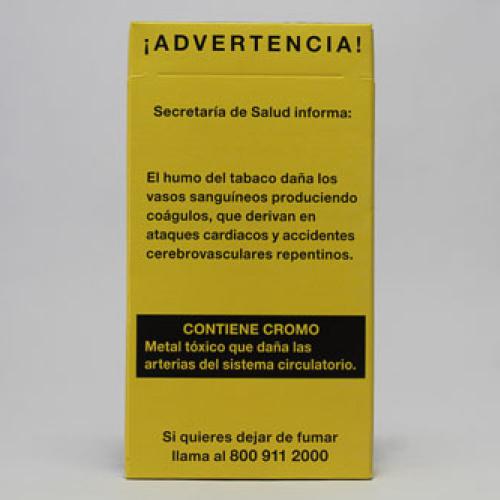 ¡ADVERTENCIA!
Secretaría de Salud informa:
El humo del tabaco daña los
vasos sanguíneos produciendo
coágulos, que derivan en
ataques cardiacos y accidentes
cerebrovasculares repentinos.
CONTIENE CROMO
Metal tóxico que daña las
arterias del sistema circulatorio.
Si quieres dejar de fumar
llama al 800 911 2000